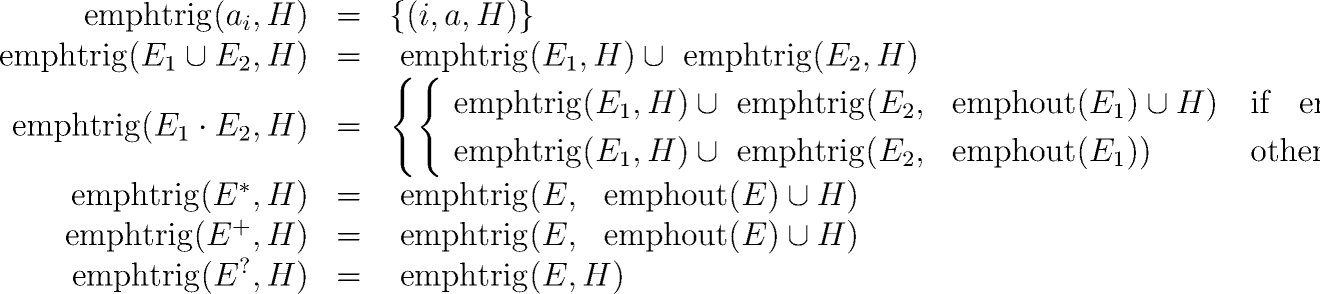 emphtrig(a_i, H) = {(i, a, H)}
emphtrig(E_1 ∪ E_2, H) = emphtrig(E_1, H) ∪ emphtrig(E_2, H)
emphtrig(E_1 · E_2, H) = {{ emphtrig(E_1, H) ∪ emphtrig(E_2, emphout(E_1) ∪ H) if
emphtrig(E_1, H) ∪ emphtrig(E_2, emphout(E_1))
emphtrig(E^*, H) = emphtrig(E, emphout(E) ∪ H)
emphtrig(E^+, H) = emphtrig(E, emphout(E) ∪ H)
emphtrig(E^?, H) = emphtrig(E, H)